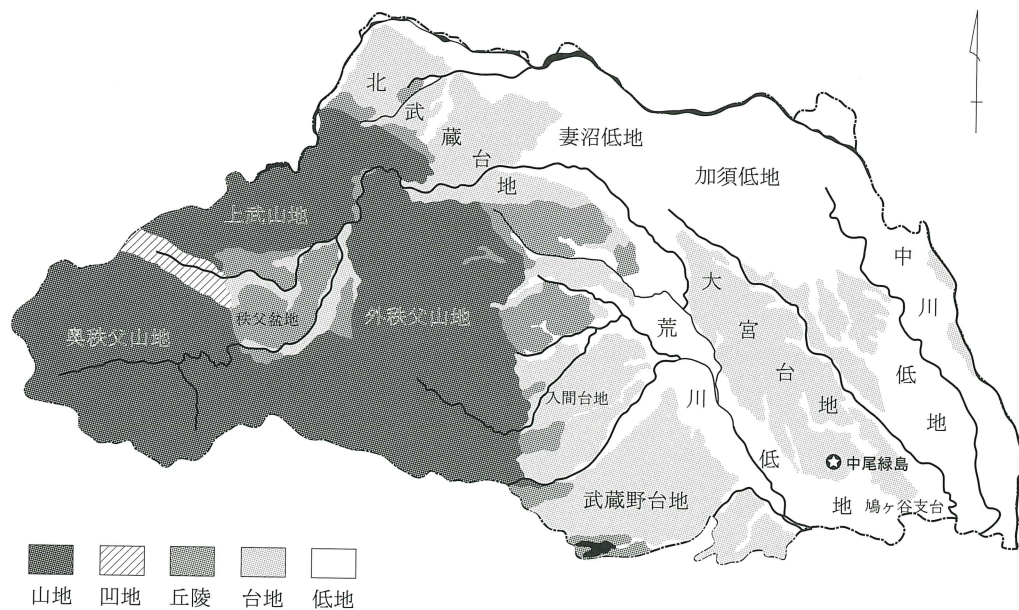 北武蔵台地
妻沼低地
加須低地
上武山地
中川低地
秩父盆地
外秩父山地
奥秩父山地
大宮台地
荒川低地
入間台地
中尾緑島
武蔵野台地
鳩ヶ谷支台
山地
凹地
丘陵
台地
低地